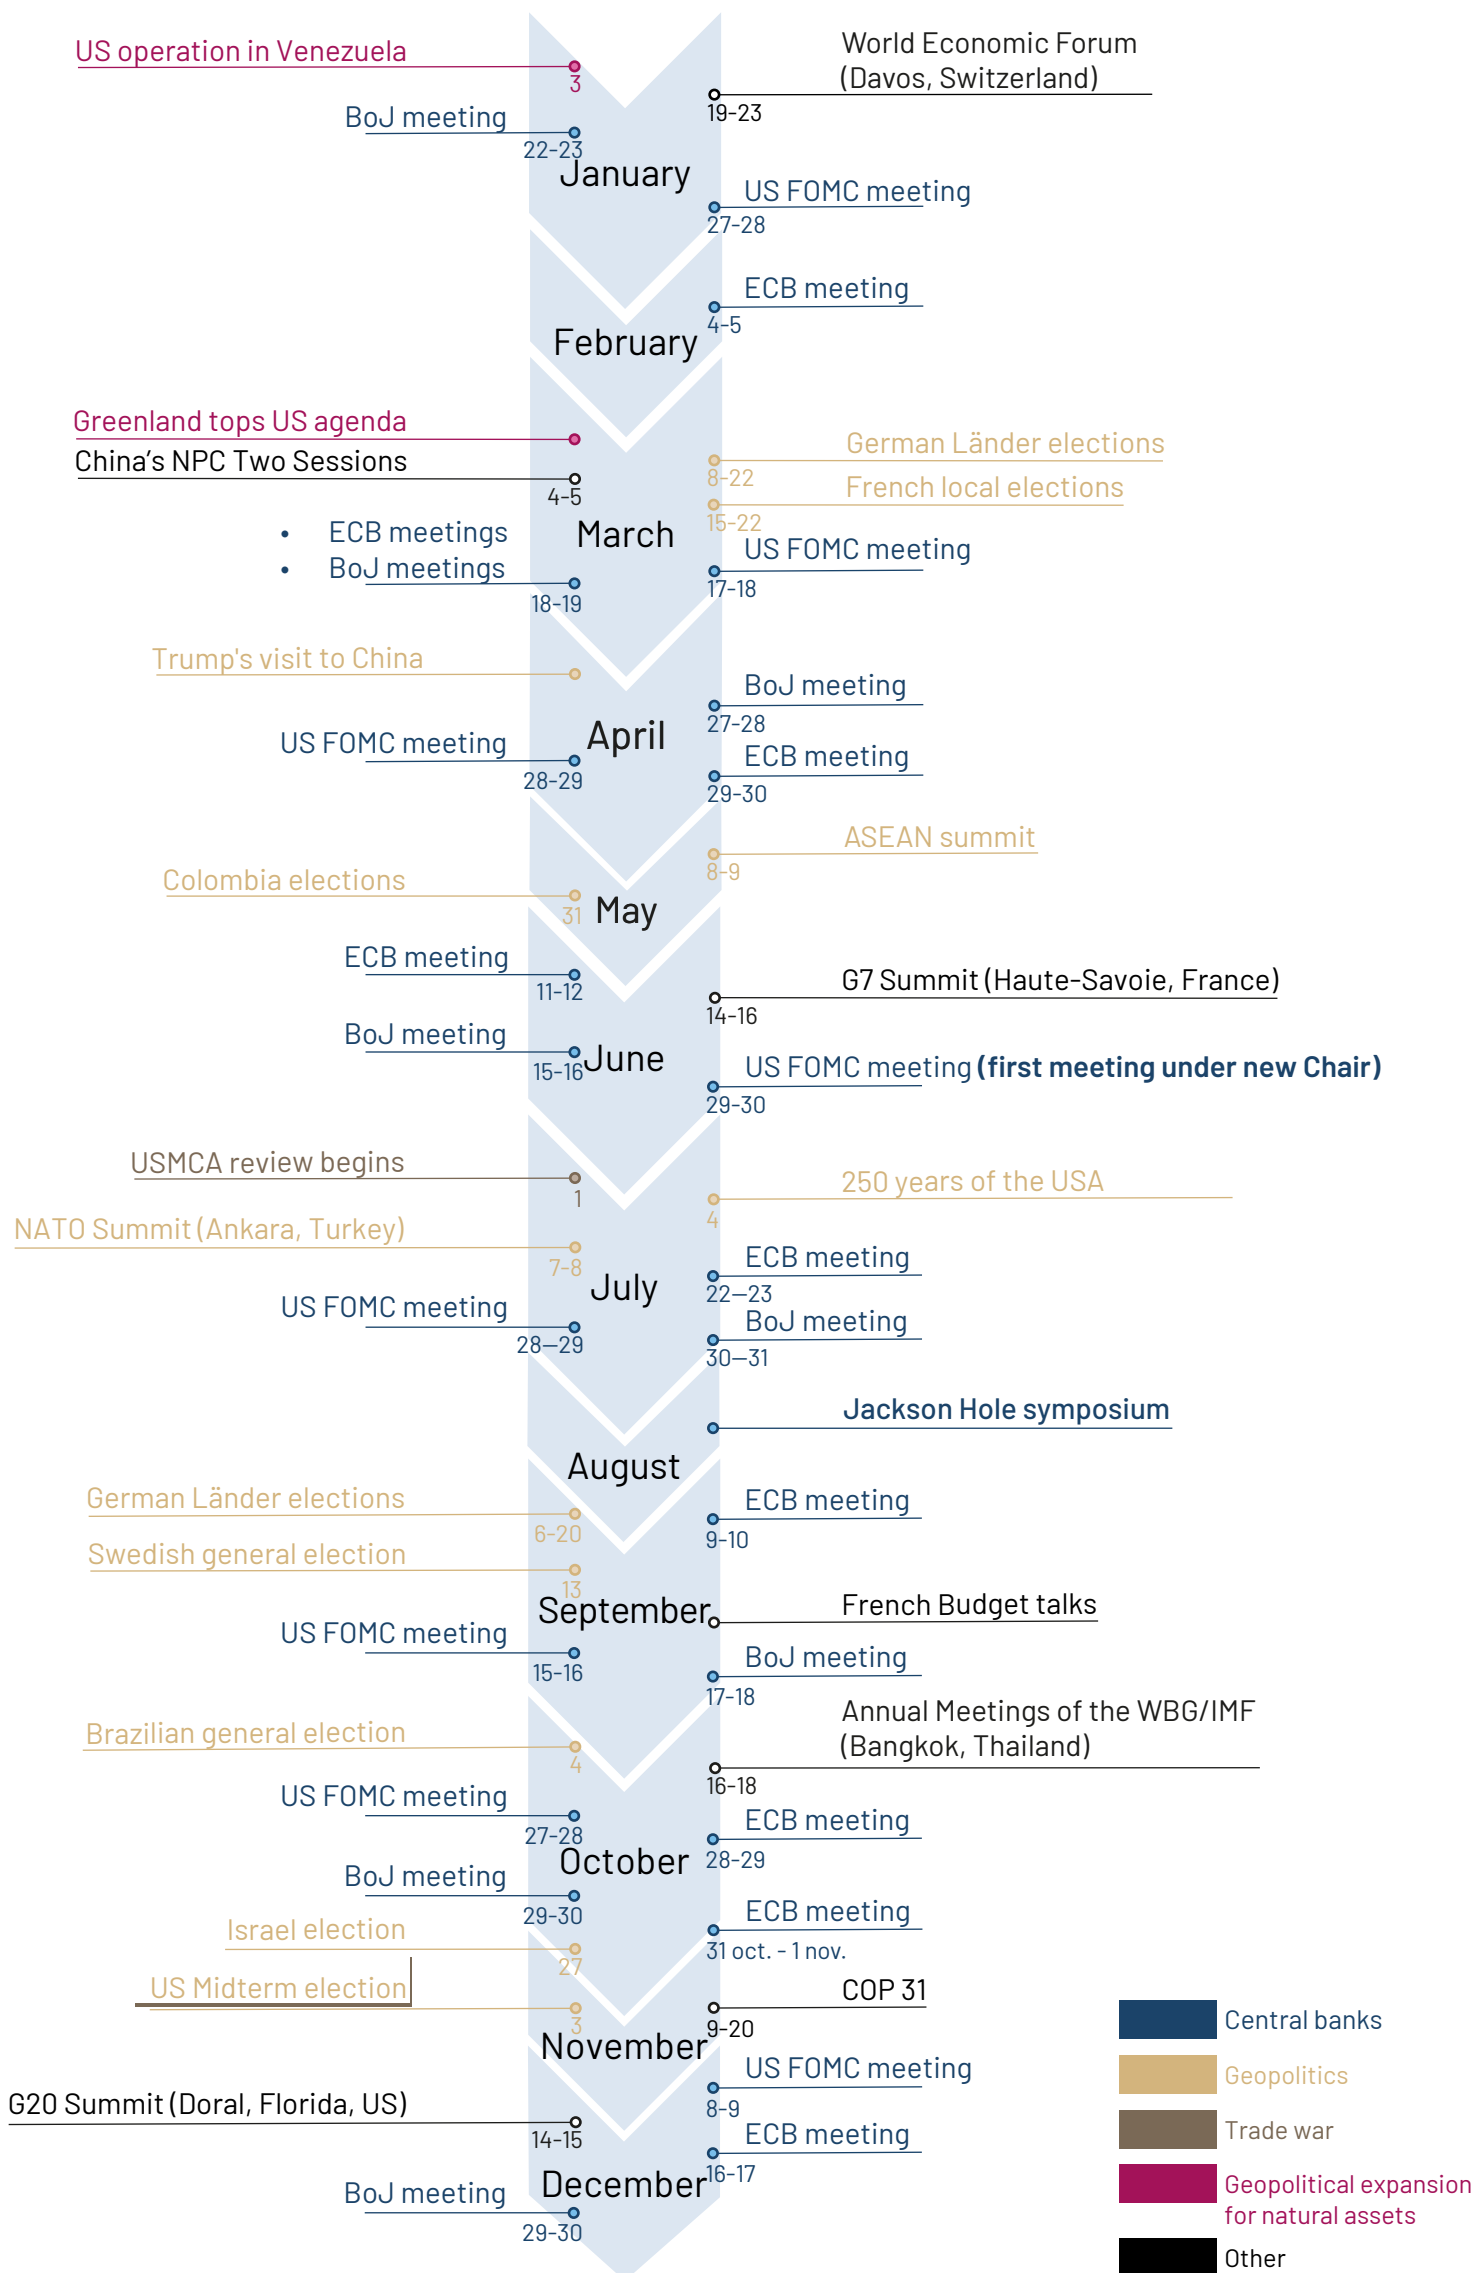 US operation in Venezuela
3
World Economic Forum
(Davos, Switzerland)
19-23
BoJ meeting
22-23
January
US FOMC meeting
27-28
ECB meeting
4-5
February
Greenland tops US agenda
China’s NPC Two Sessions
4-5
German Länder elections
8-22
French local elections
15-22
• ECB meetings
• BoJ meetings
18-19
March
US FOMC meeting
17-18
Trump's visit to China
BoJ meeting
27-28
April
US FOMC meeting
28-29
ECB meeting
29-30
ASEAN summit
8-9
Colombia elections
31
May
ECB meeting
11-12
G7 Summit (Haute-Savoie, France)
14-16
BoJ meeting
15-16
June
US FOMC meeting (first meeting under new Chair)
29-30
USMCA review begins
1
250 years of the USA
4
NATO Summit (Ankara, Turkey)
7-8
ECB meeting
22—23
July
US FOMC meeting
28—29
BoJ meeting
30—31
Jackson Hole symposium
August
German Länder elections
6-20
ECB meeting
9-10
Swedish general election
13
September
French Budget talks
US FOMC meeting
15-16
BoJ meeting
17-18
Brazilian general election
4
Annual Meetings of the WBG/IMF
(Bangkok, Thailand)
16-18
US FOMC meeting
27-28
ECB meeting
28-29
October
BoJ meeting
29-30
ECB meeting
31 oct. - 1 nov.
Israel election
27
US Midterm election
3
COP 31
9-20
November
US FOMC meeting
8-9
G20 Summit (Doral, Florida, US)
14-15
ECB meeting
16-17
December
BoJ meeting
29-30
Central banks
Geopolitics
Trade war
Geopolitical expansion
for natural assets
Other